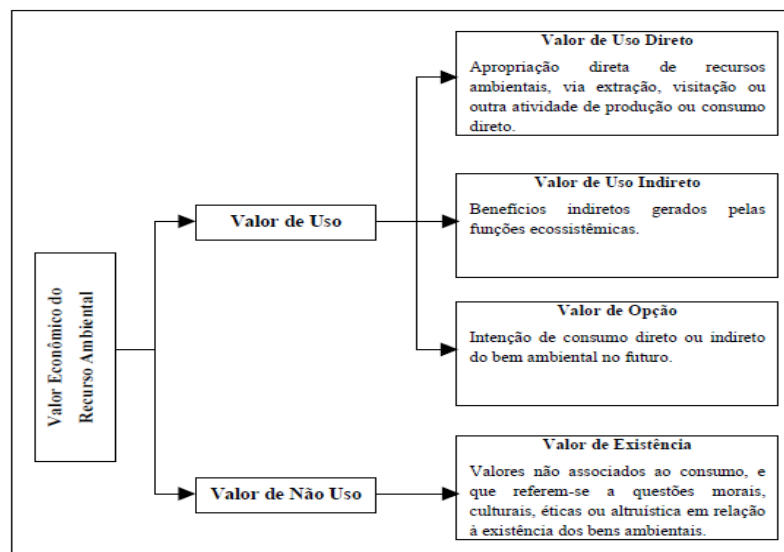 Valor Econômico do
Recurso Ambiental
Valor de Uso
Valor de Uso Direto
Apropriação direta de recursos
ambientais, via extração, visitação ou
outra atividade de produção ou consumo
direto.
Valor de Uso Indireto
Benefícios indiretos gerados pelas
funções ecossistêmicas.
Valor de Opção
Intenção de consumo direto ou indireto
do bem ambiental no futuro.
Valor de Não Uso
Valor de Existência
Valores não associados ao consumo, e
que referem-se a questões morais,
culturais, éticas ou altruística em relação
à existência dos bens ambientais.